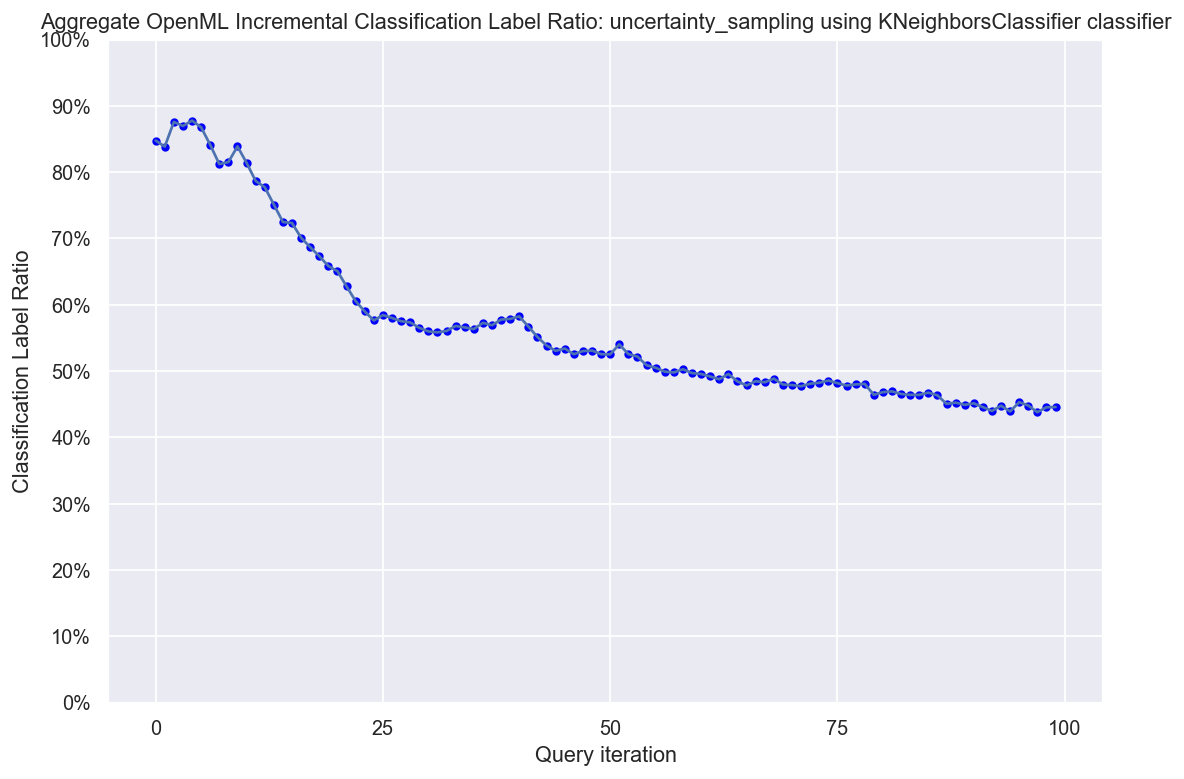 Aggregate OpenML Incremental Classification Label Ratio: uncertainty_sampling using KNeighborsClassifier classifier
100%
90%
80%
70%
60%
50%
40%
30%
20%
10%
0%
Classification Label Ratio
0 25 50 75 100
Query iteration